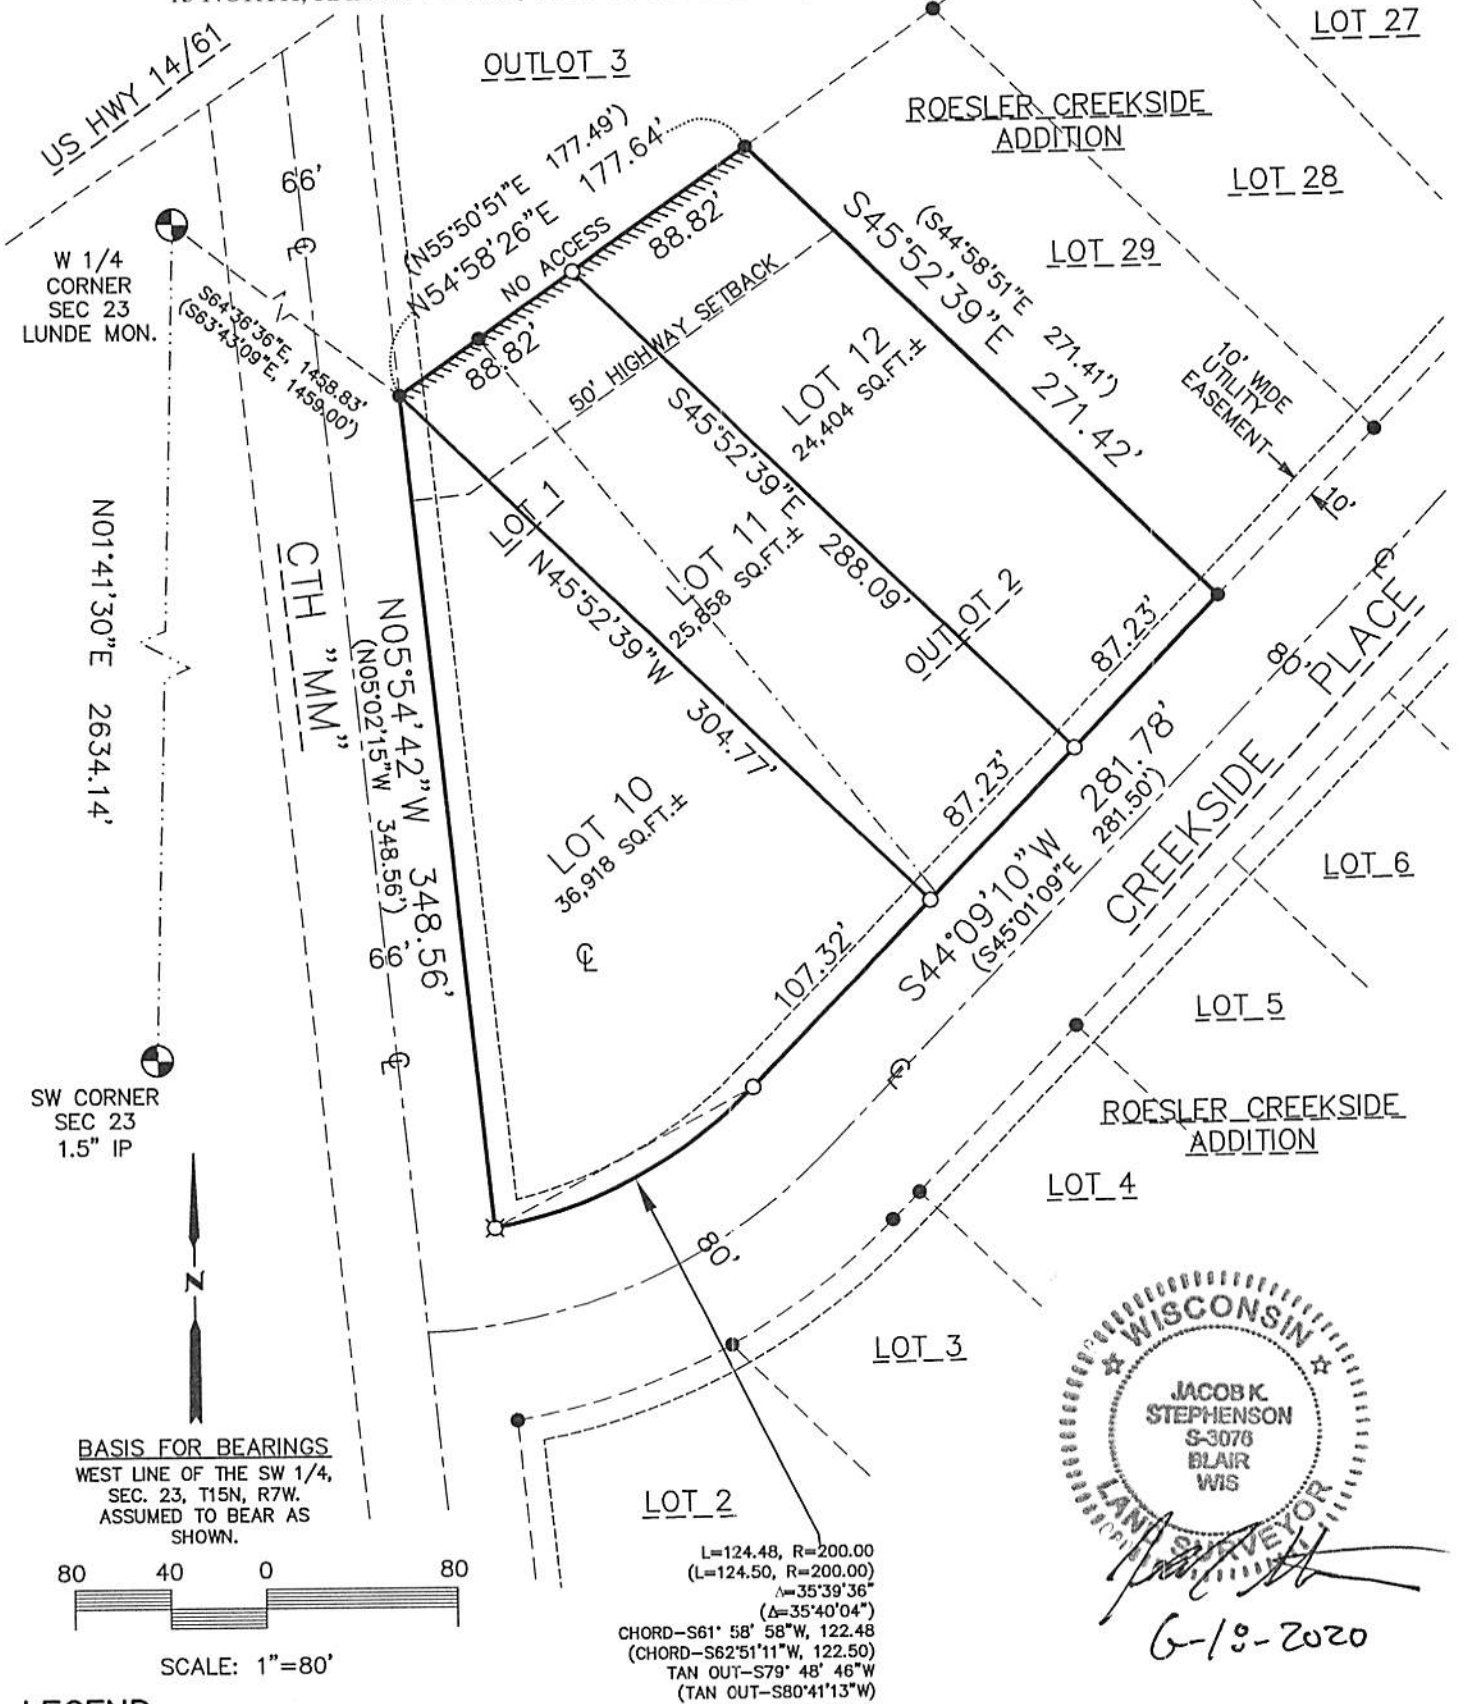 US HWY 14/61
OUTLOT 3
LOT 27
ROESLER CREEKSIDE
ADDITION
LOT 28
LOT 29
66'
W 1/4
CORNER
SEC 23
LUNDE MON.
S64°36'36"E, 1458.83'
(S63°43'09"E, 1459.00')
(N55°50'51"E 177.49')
N54°58'26"E 177.64'
NO ACCESS
88.82'
88.82'
50' HIGHWAY SETBACK
(S44°58'51"E 271.41')
S45°52'39"E 271.42'
LOT 12
24,404 SQ.FT.±
S45°52'39"E 288.09'
10' WIDE
UTILITY
EASEMENT
10'
LOT 1
LOT 11
25,858 SQ.FT.±
N45°52'39"W 304.77'
OUTLOT 2
N01°41'30"E 2634.14'
CTH "MM"
N05°54'42"W 348.56'
(N05°02'15"W 348.56')
66'
LOT 10
36,918 SQ.FT.±
87.23'
87.23'
107.32'
S44°09'10"W 281.78'
(S45°01'09"E 281.50')
80'
CREEKSIDE PLACE
LOT 6
LOT 5
SW CORNER
SEC 23
1.5" IP
ROESLER CREEKSIDE
ADDITION
LOT 4
80'
LOT 3
LOT 2
N
BASIS FOR BEARINGS
WEST LINE OF THE SW 1/4,
SEC. 23, T15N, R7W.
ASSUMED TO BEAR AS
SHOWN.
80 40 0 80
SCALE: 1"=80'
L=124.48, R=200.00
(L=124.50, R=200.00)
Δ=35°39'36"
(Δ=35°40'04")
CHORD-S61° 58' 58"W, 122.48
(CHORD-S62°51'11"W, 122.50)
TAN OUT-S79° 48' 46"W
(TAN OUT-S80°41'13"W)
WISCONSIN
JACOB K.
STEPHENSON
S-3076
BLAIR
WIS
LAND SURVEYOR